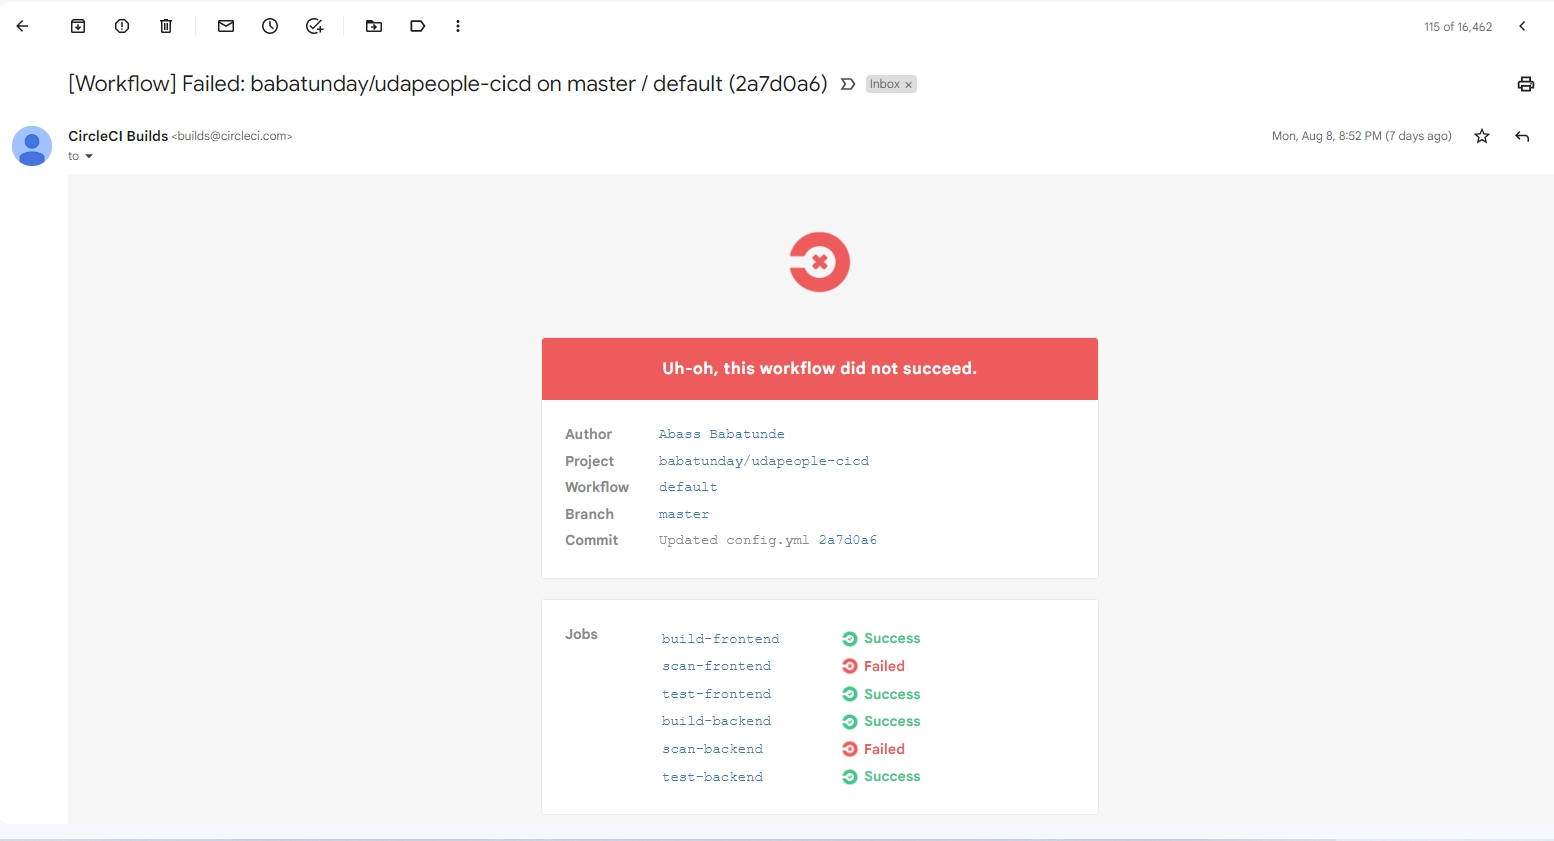 115 of 16,462
[Workflow] Failed: babatunday/udapeople-cicd on master / default (2a7d0a6) Inbox ×
CircleCI Builds <builds@circleci.com> Mon, Aug 8, 8:52 PM (7 days ago)
to
Uh-oh, this workflow did not succeed.
Author Abass Babatunde
Project babatunday/udapeople-cicd
Workflow default
Branch master
Commit Updated config.yml 2a7d0a6
Jobs
build-frontend Success
scan-frontend Failed
test-frontend Success
build-backend Success
scan-backend Failed
test-backend Success